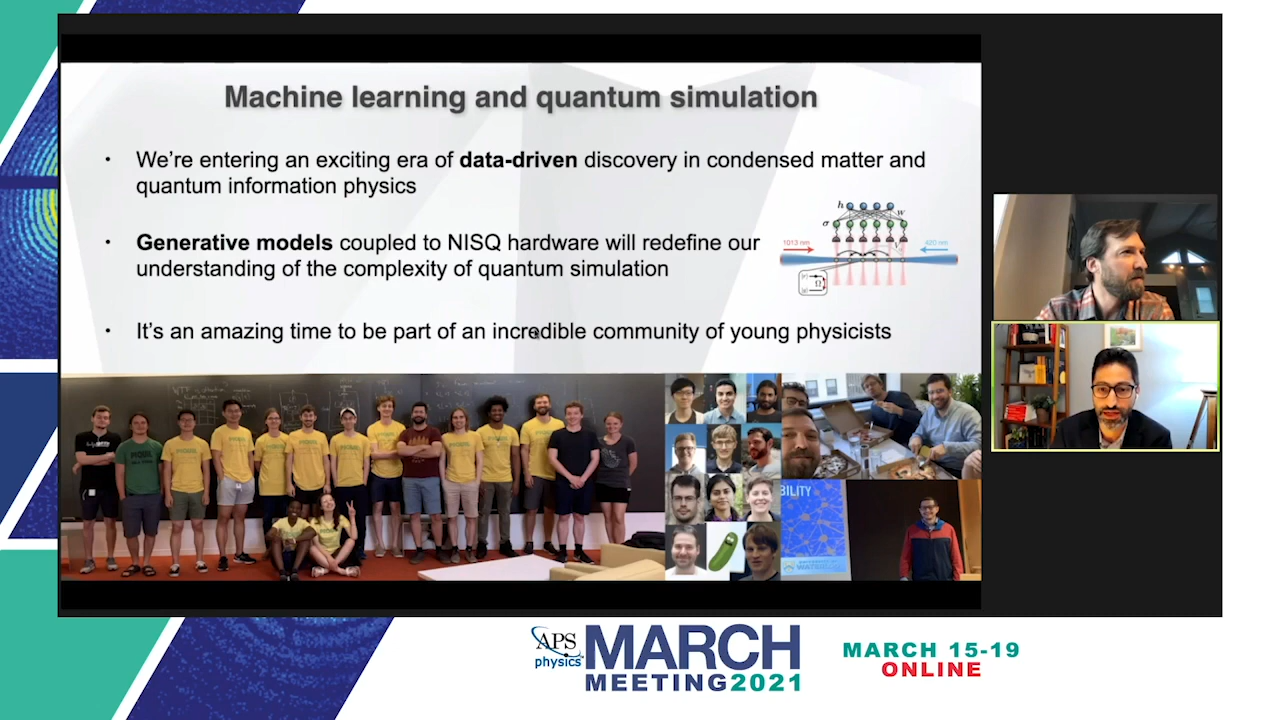 Machine learning and quantum simulation
• We're entering an exciting era of data-driven discovery in condensed matter and
quantum information physics
• Generative models coupled to NISQ hardware will redefine our
understanding of the complexity of quantum simulation
h
w
σ
1013 nm
V
420 nm
Ω
• It's an amazing time to be part of an incredible community of young physicists
BILITY
WATERLOO
APS
physics
MARCH
MEETING2021
MARCH 15-19
ONLINE